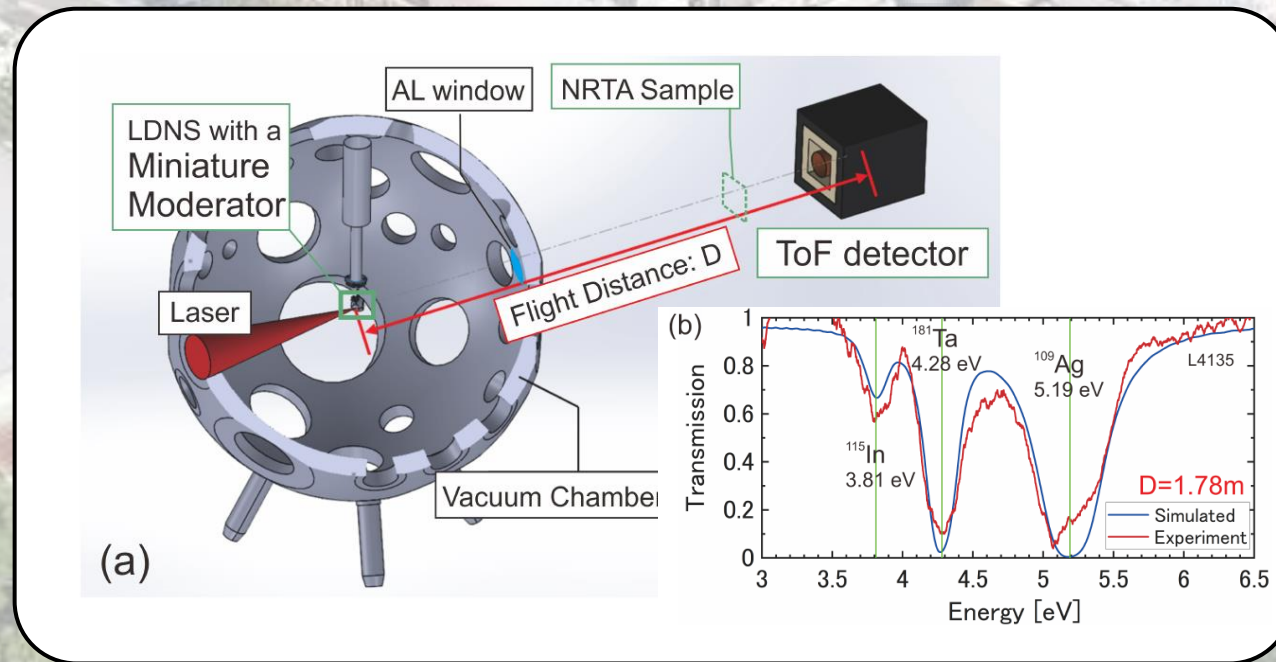 AL window
NRTA Sample
LDNS with a
Miniature
Moderator
Laser
Flight Distance: D
ToF detector
Vacuum Chamber
(a)
(b)
181Ta
4.28 eV
109Ag
5.19 eV
L4135
115In
3.81 eV
D=1.78m
Simulated
Experiment
Transmission
1
0.8
0.6
0.4
0.2
0
3
3.5
4
4.5
5
5.5
6
6.5
Energy [eV]